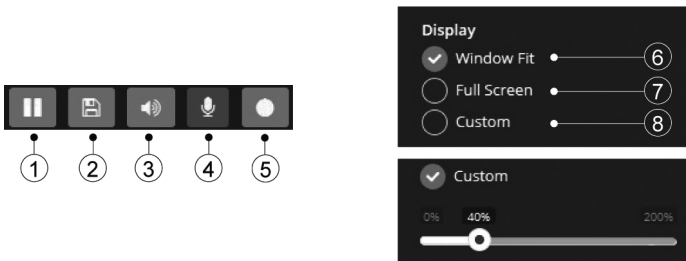 1 2 3 4 5
Display
Window Fit 6
Full Screen 7
Custom 8
Custom
0% 40% 200%